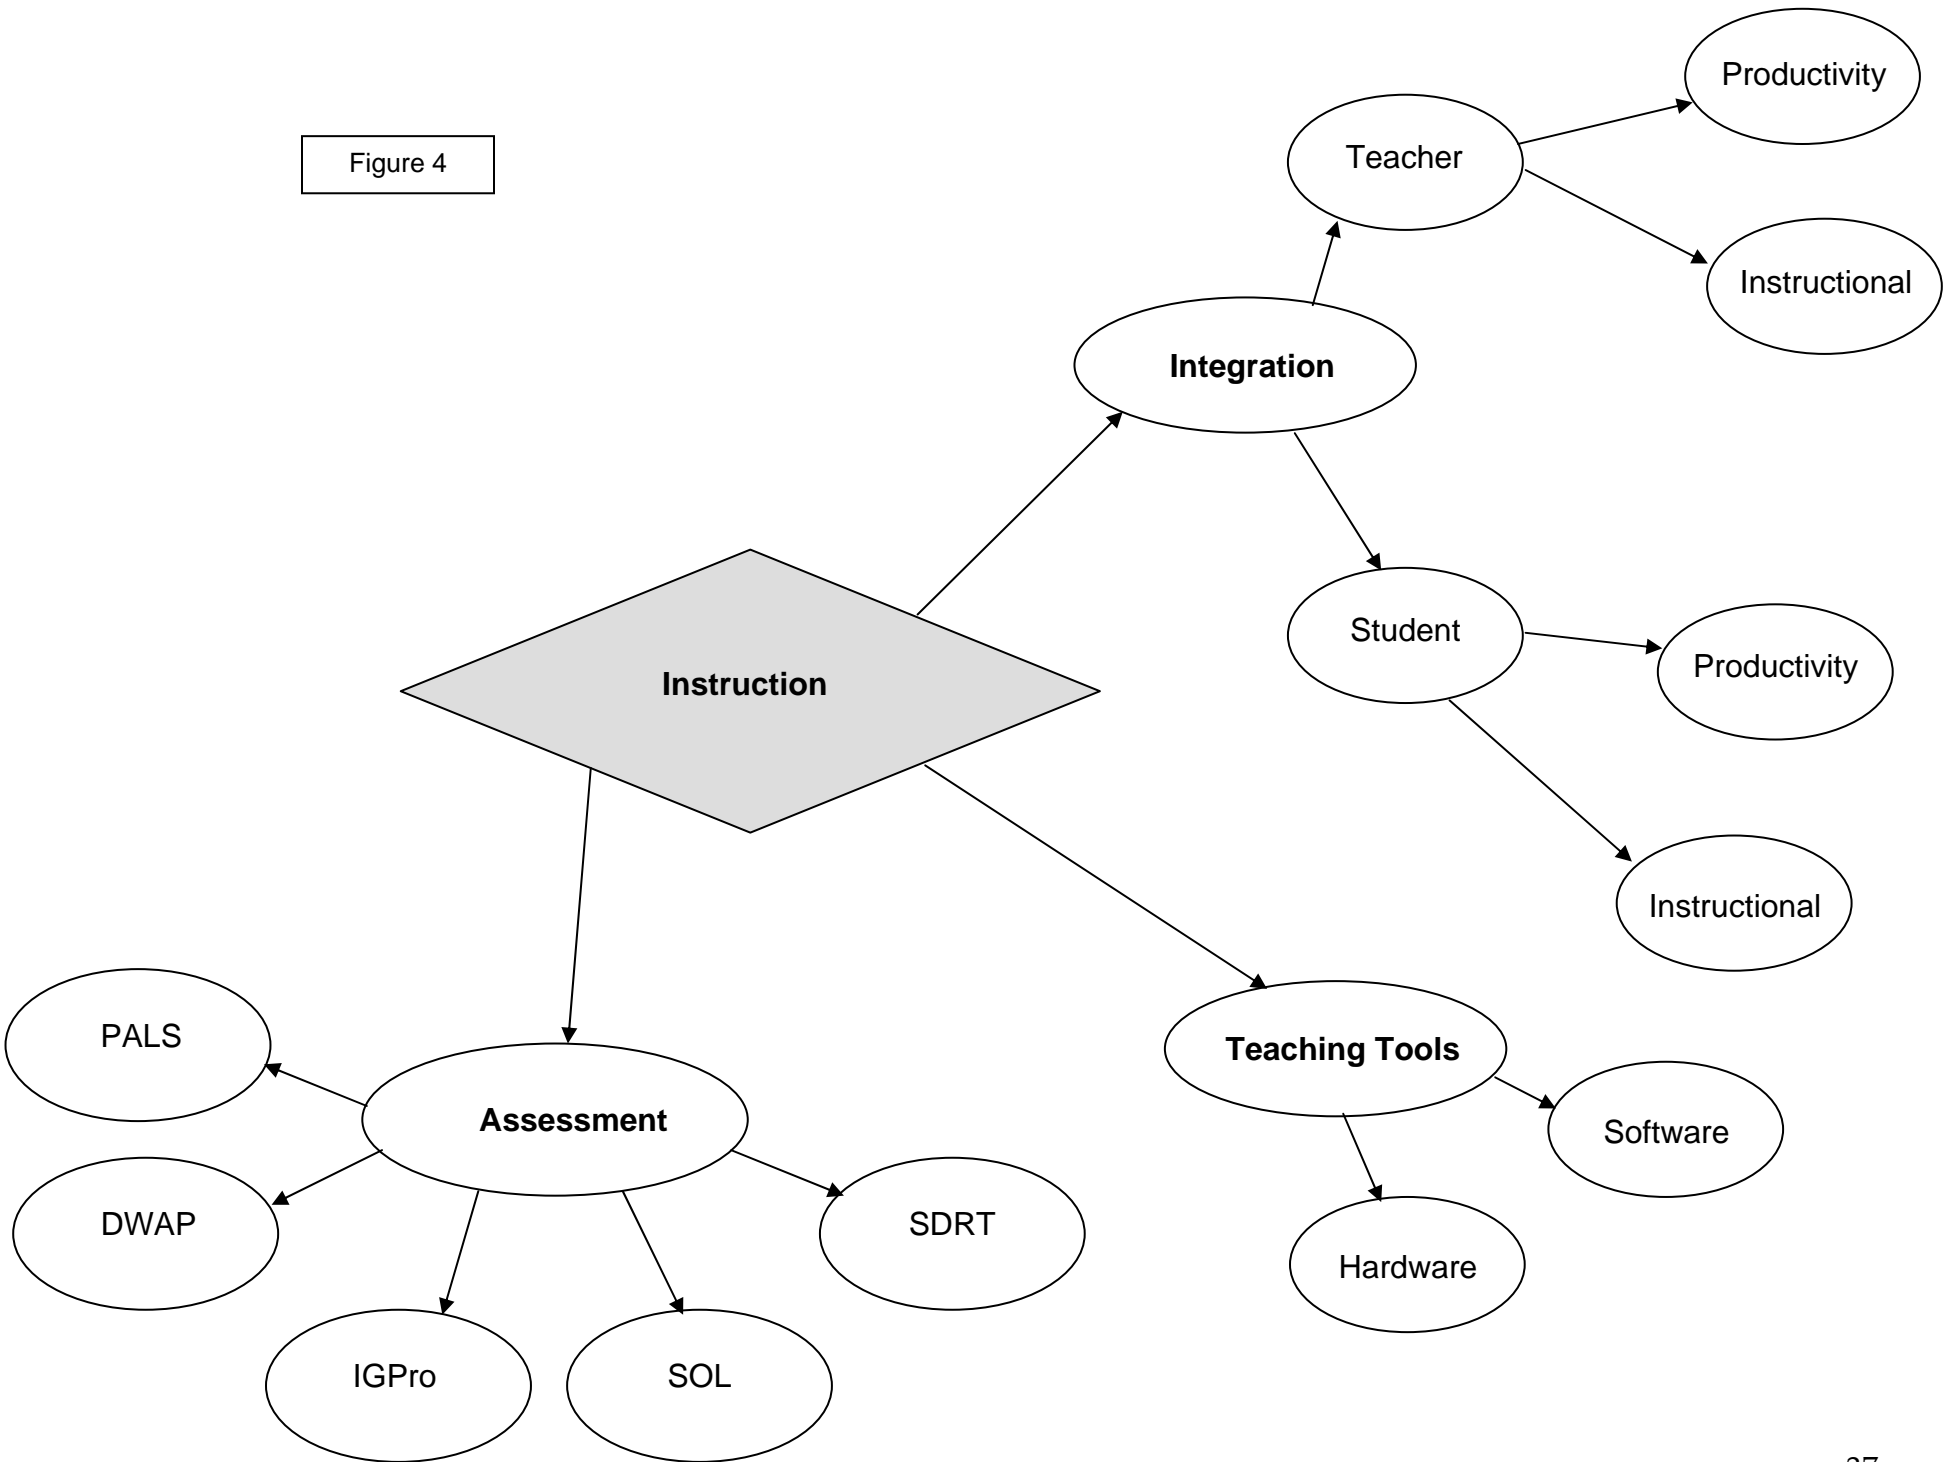 Productivity
Teacher
Figure 4
Instructional
Integration
Student
Productivity
Instruction
Instructional
PALS
Teaching Tools
Assessment
Software
DWAP
SDRT
Hardware
IGPro
SOL